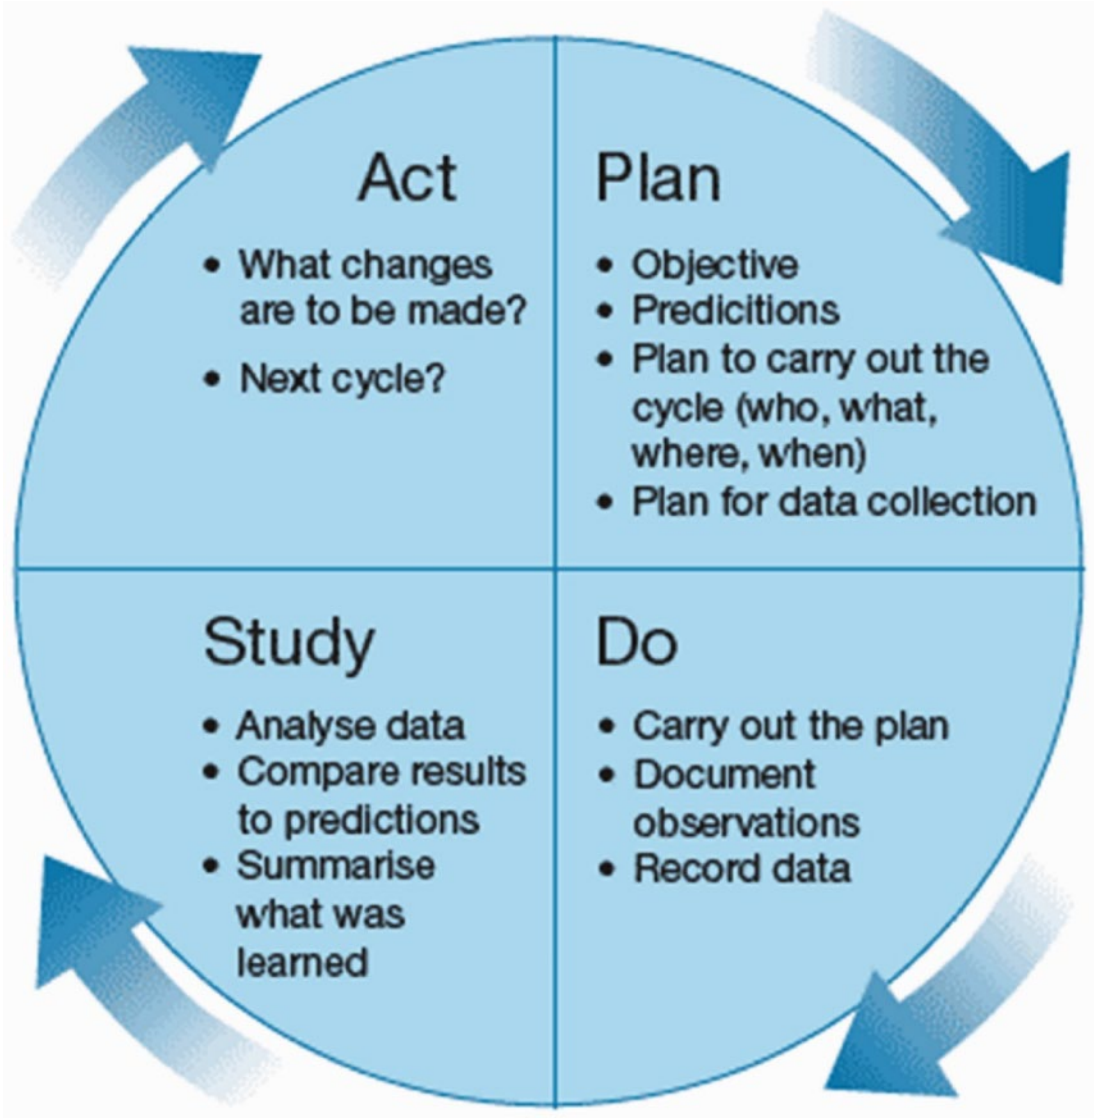 Act
• What changes
are to be made?
• Next cycle?
Plan
• Objective
• Predicitions
• Plan to carry out the
cycle (who, what,
where, when)
• Plan for data collection
Study
• Analyse data
• Compare results
to predictions
• Summarise
what was
learned
Do
• Carry out the plan
• Document
observations
• Record data